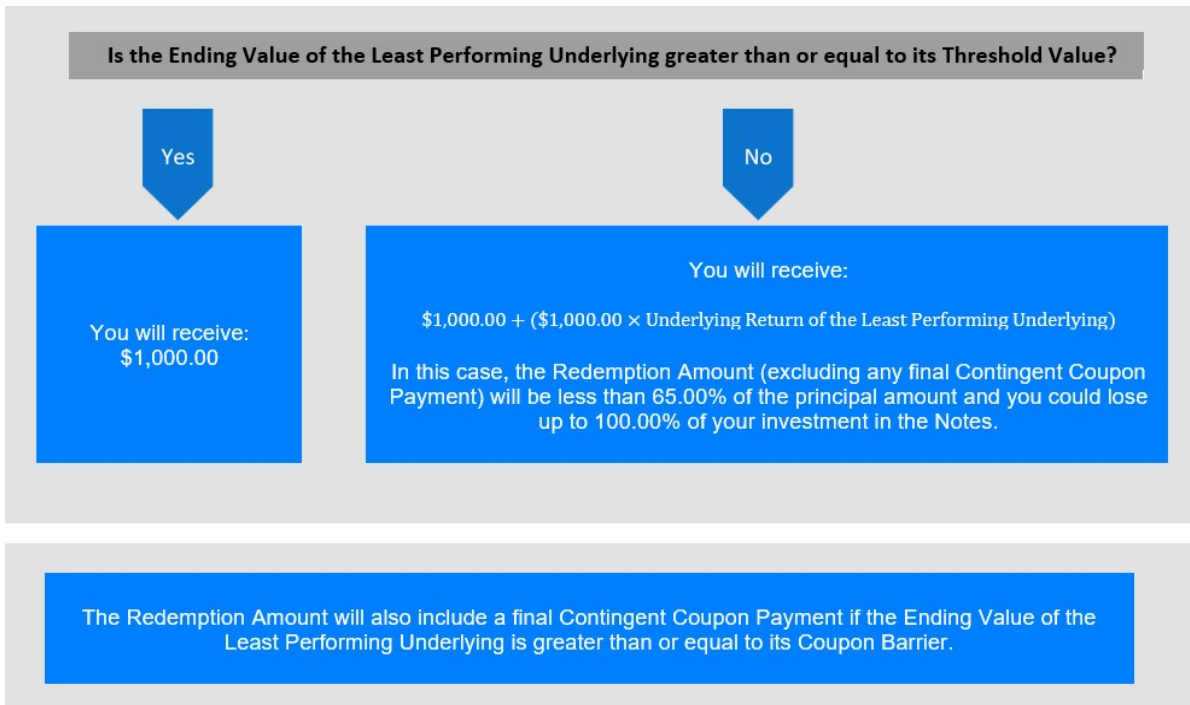 Is the Ending Value of the Least Performing Underlying greater than or equal to its Threshold Value?
Yes
No
You will receive:
$1,000.00
You will receive:
$1,000.00 + ($1,000.00 × Underlying Return of the Least Performing Underlying)
In this case, the Redemption Amount (excluding any final Contingent Coupon
Payment) will be less than 65.00% of the principal amount and you could lose
up to 100.00% of your investment in the Notes.
The Redemption Amount will also include a final Contingent Coupon Payment if the Ending Value of the
Least Performing Underlying is greater than or equal to its Coupon Barrier.